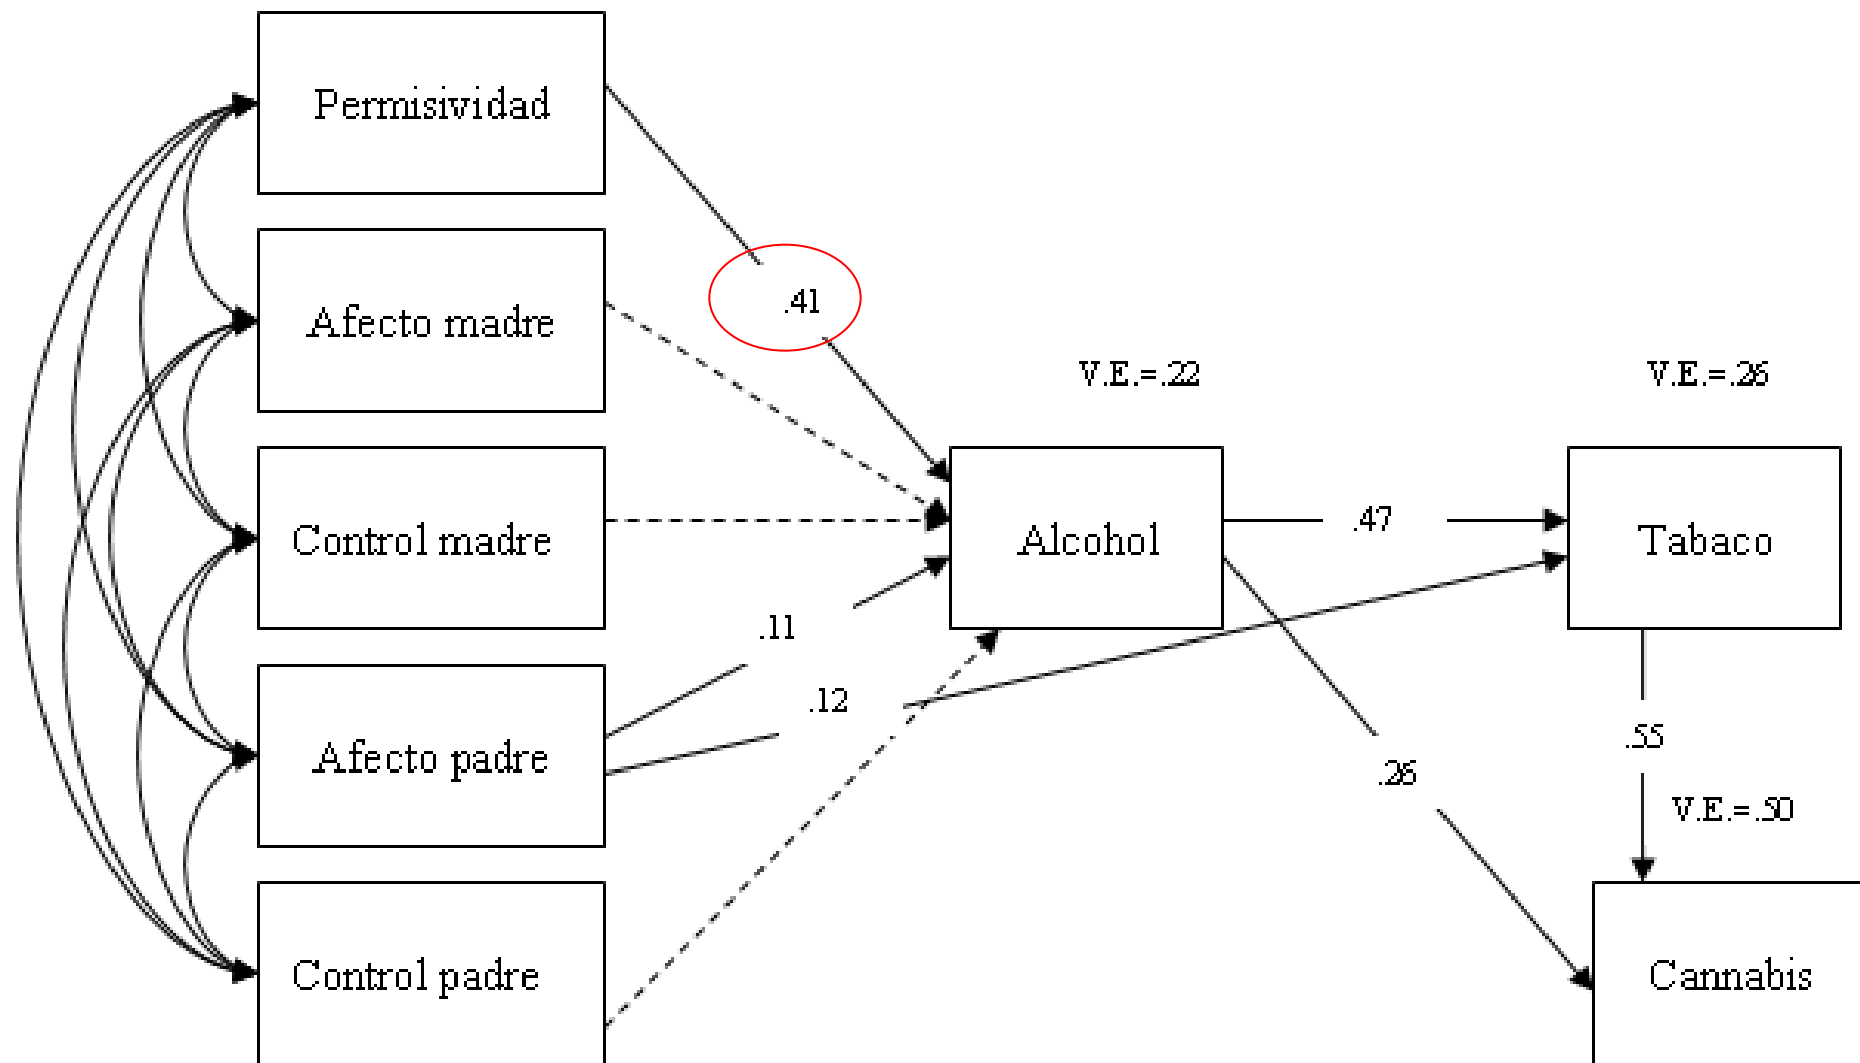 Permisividad
.41
Afecto madre
V.E.=.22
V.E.=.26
Control madre
Alcohol
.47
Tabaco
.11
.12
Afecto padre
.55
.26
V.E.=.50
Control padre
Cannabis